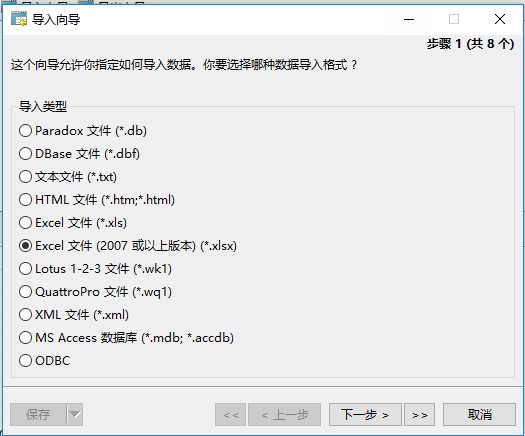 导入向导
步骤 1 (共 8 个)
这个向导允许你指定如何导入数据。你要选择哪种数据导入格式？
导入类型
Paradox 文件 (*.db)
DBase 文件 (*.dbf)
文本文件 (*.txt)
HTML 文件 (*.htm;*.html)
Excel 文件 (*.xls)
Excel 文件 (2007 或以上版本) (*.xlsx)
Lotus 1-2-3 文件 (*.wk1)
QuattroPro 文件 (*.wq1)
XML 文件 (*.xml)
MS Access 数据库 (*.mdb; *.accdb)
ODBC
保存 << < 上一步 下一步 > >> 取消